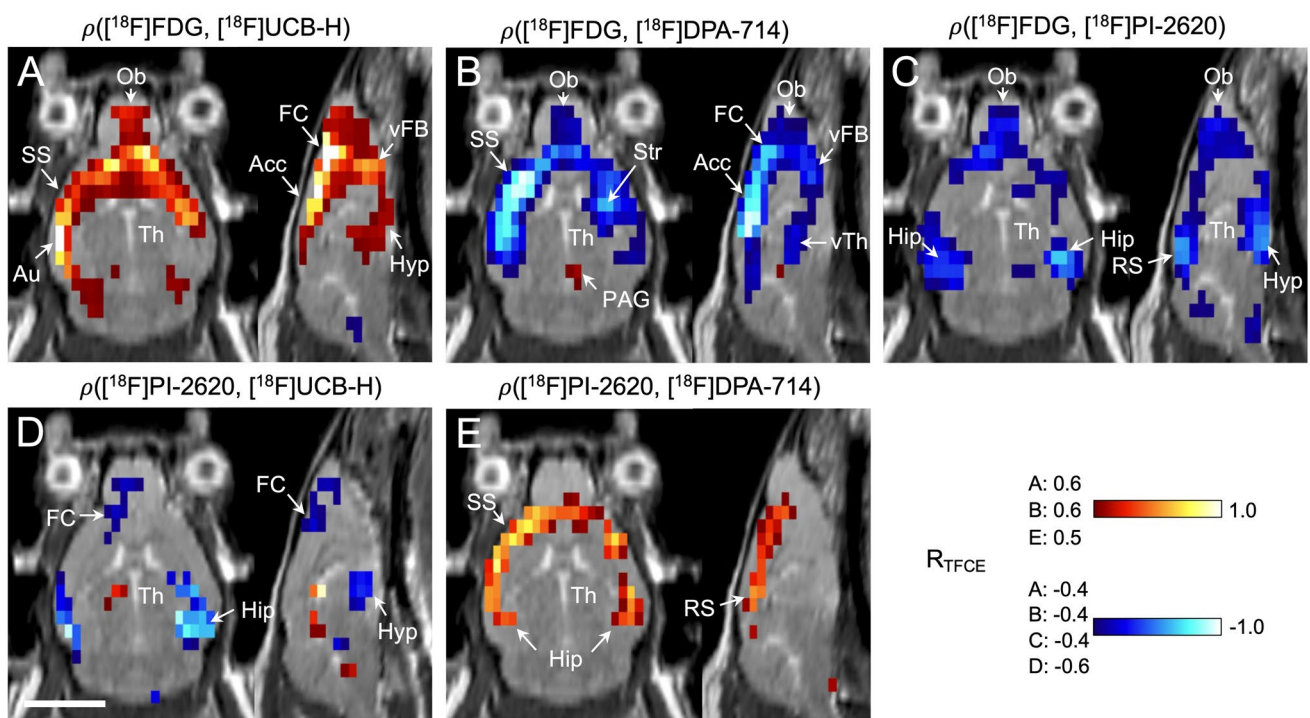 ρ([¹⁸F]FDG, [¹⁸F]UCB-H)
A
Ob
FC
SS
vFB
Acc
Th
Au
Hyp
ρ([¹⁸F]FDG, [¹⁸F]DPA-714)
B
Ob
Ob
FC
vFB
SS
Str
Acc
Th
vTh
PAG
ρ([¹⁸F]FDG, [¹⁸F]PI-2620)
C
Ob
Ob
Th
Th
Hip
Hip
RS
Hyp
ρ([¹⁸F]PI-2620, [¹⁸F]UCB-H)
D
FC
FC
Th
Hip
Hyp
ρ([¹⁸F]PI-2620, [¹⁸F]DPA-714)
E
SS
Th
RS
Hip
R_TFCE
A: 0.6
B: 0.6
E: 0.5
1.0
A: -0.4
B: -0.4
C: -0.4
D: -0.6
-1.0